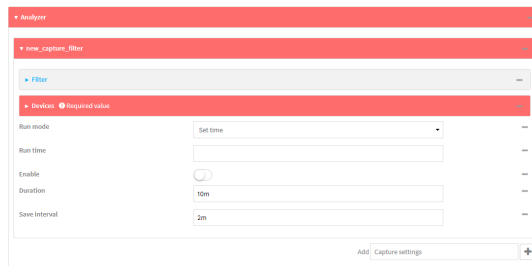 Analyzer
new_capture_filter
Filter
Devices Required value
Run mode Set time
Run time
Enable
Duration 10m
Save interval 2m
Add Capture settings